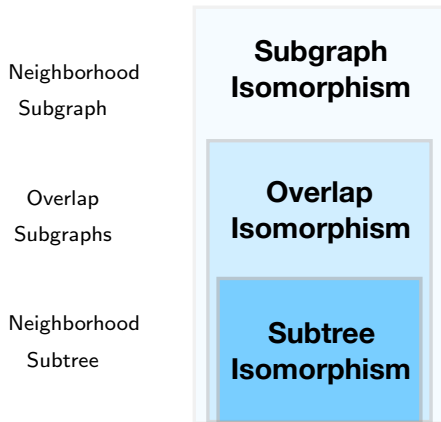 Neighborhood
Subgraph
Subgraph
Isomorphism
Overlap
Subgraphs
Overlap
Isomorphism
Neighborhood
Subtree
Subtree
Isomorphism